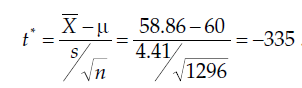 t* = (X̄ − μ) / (s / √n) = (58.86 − 60) / (4.41 / √1296) = −335